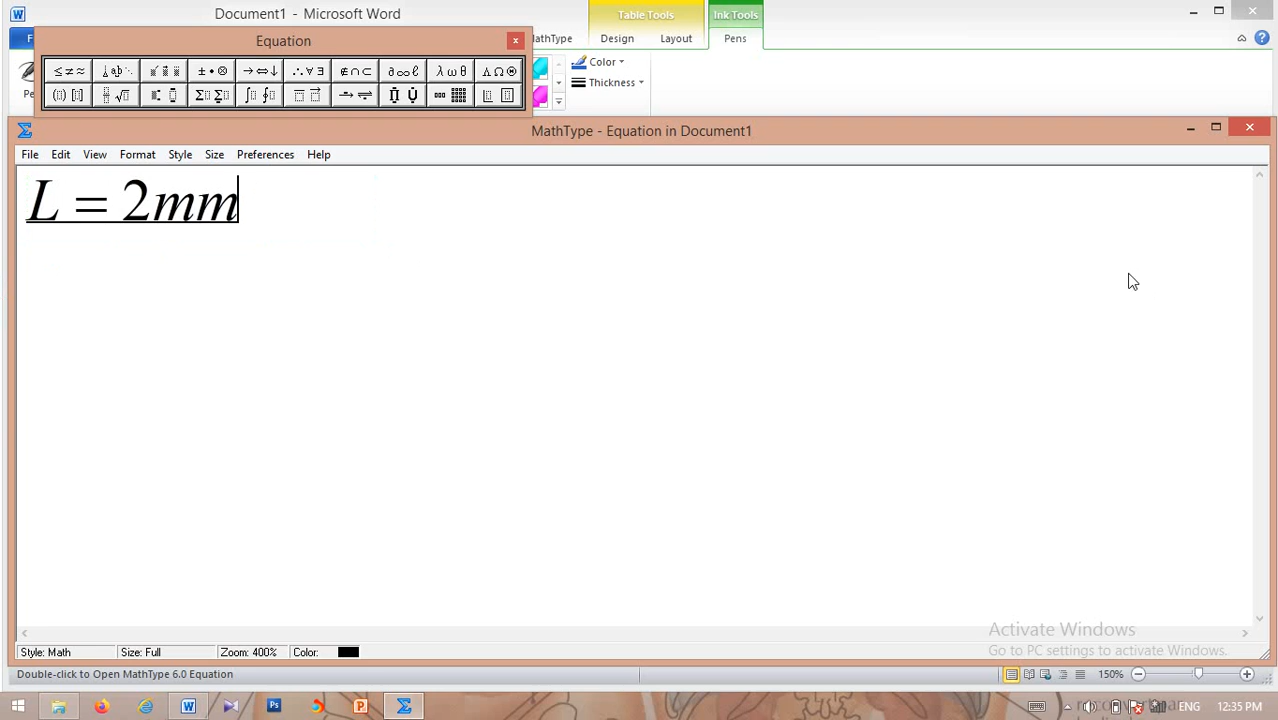 Document1 - Microsoft Word
Table Tools
Ink Tools
F
MathType
Design
Layout
Pens
Equation
x
Pe
Color
Thickness
≤ ≠ ≈
± • ⊗
→ ⇔ ↓
∴ ∀ ∃
∉ ∩ ⊂
∂ ∞ ℓ
λ ω θ
Λ Ω ⊛
MathType - Equation in Document1
File Edit View Format Style Size Preferences Help
L = 2mm
Activate Windows
Go to PC settings to activate Windows.
Style: Math Size: Full Zoom: 400% Color:
Double-click to Open MathType 6.0 Equation
150%
ENG 12:35 PM